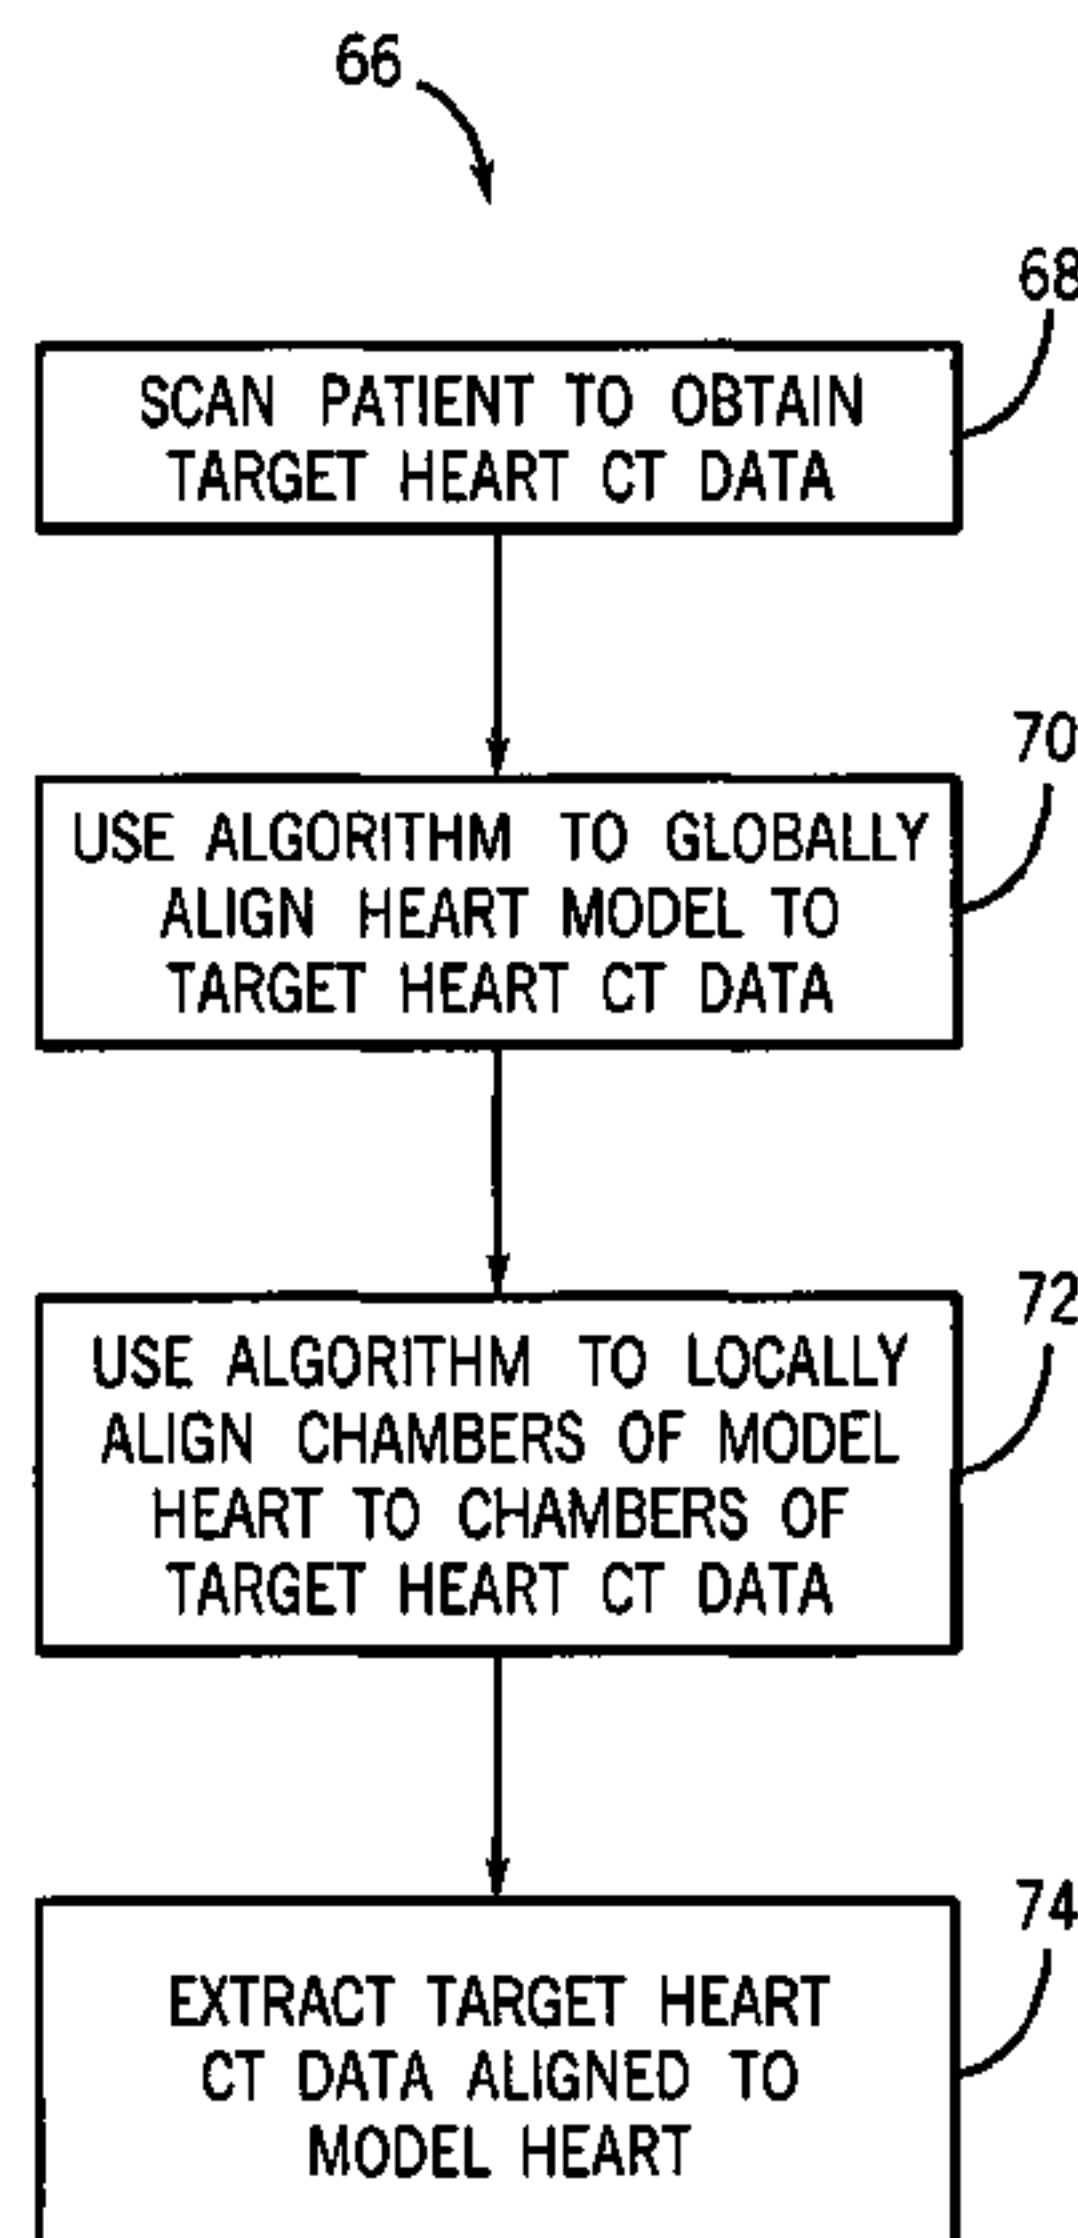 66
68
SCAN PATIENT TO OBTAIN
TARGET HEART CT DATA
70
USE ALGORITHM TO GLOBALLY
ALIGN HEART MODEL TO
TARGET HEART CT DATA
72
USE ALGORITHM TO LOCALLY
ALIGN CHAMBERS OF MODEL
HEART TO CHAMBERS OF
TARGET HEART CT DATA
74
EXTRACT TARGET HEART
CT DATA ALIGNED TO
MODEL HEART